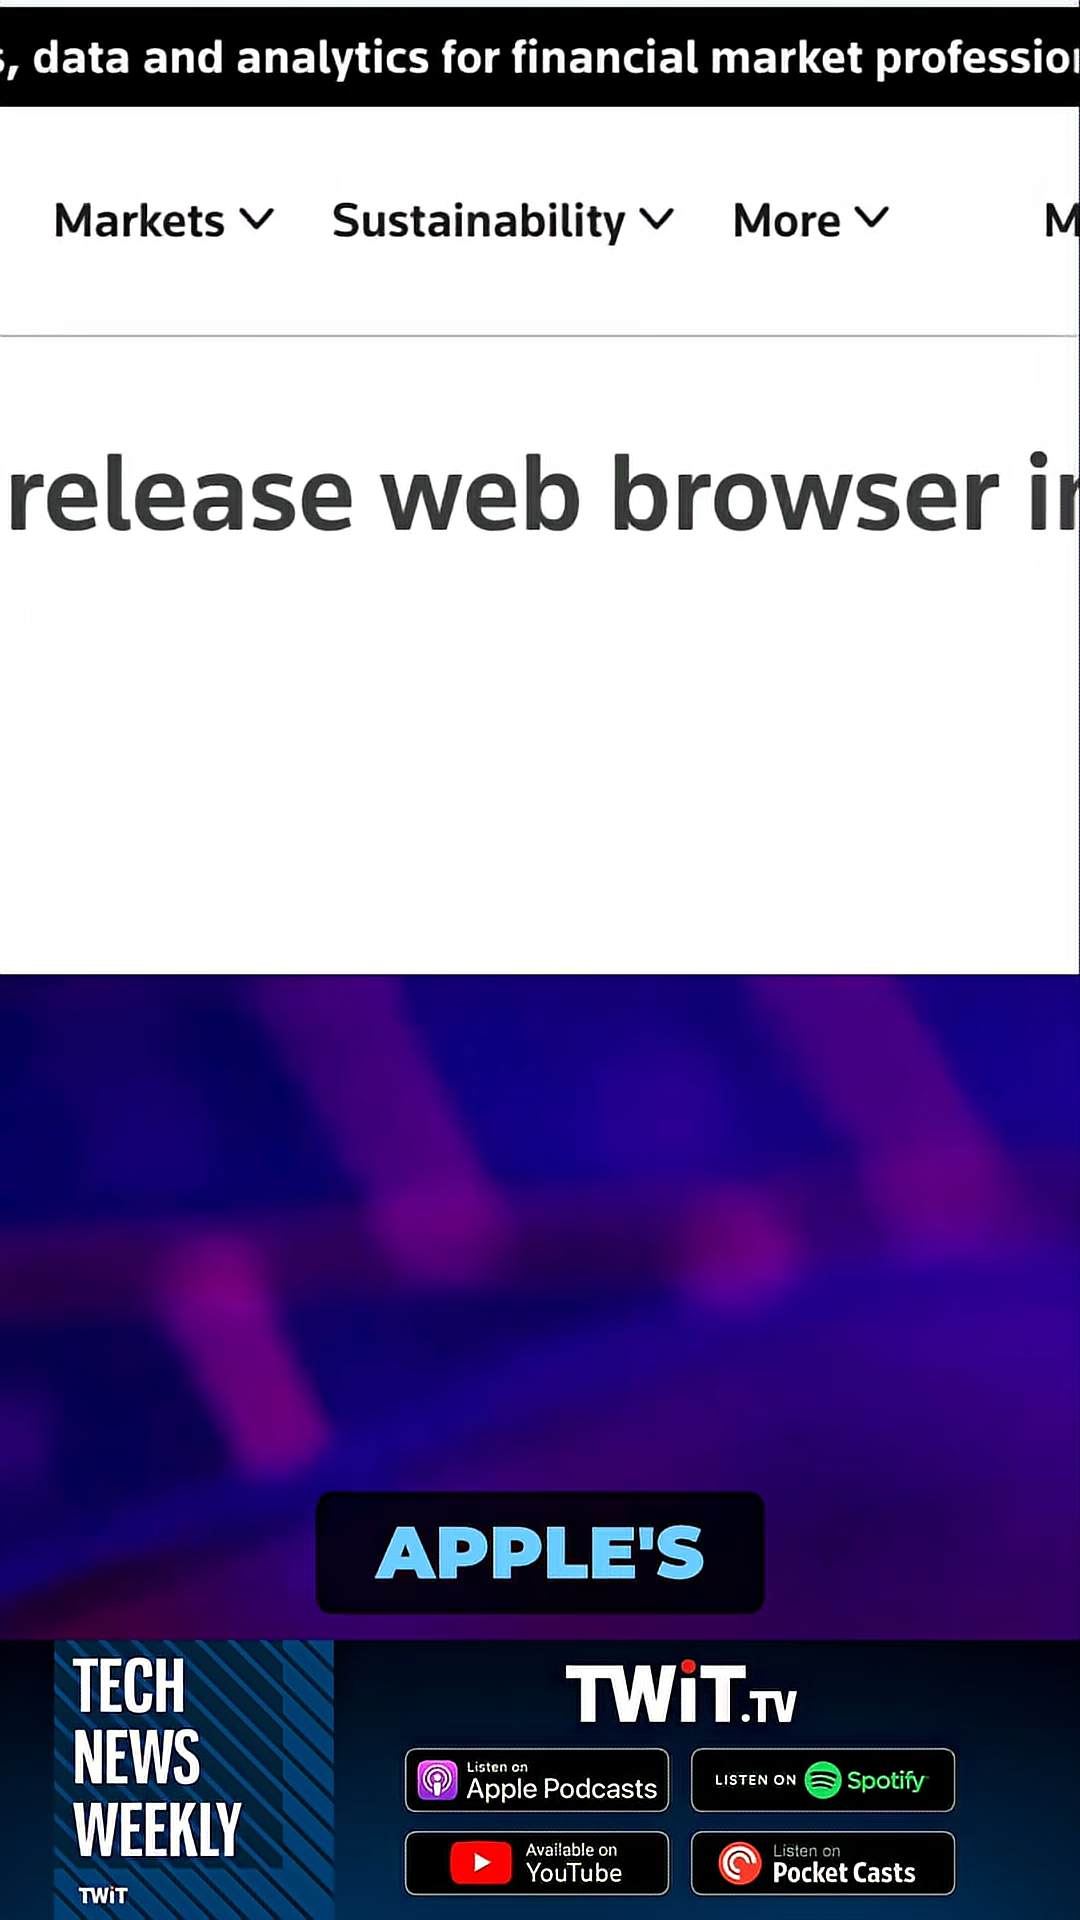 , data and analytics for financial market
Markets Sustainability More
release web browser
APPLE'S
TECH
NEWS
WEEKLY
TWiT
TWiT.TV
Listen on
Apple Podcasts
LISTEN ON Spotify
Available on
YouTube
Listen on
Pocket Casts